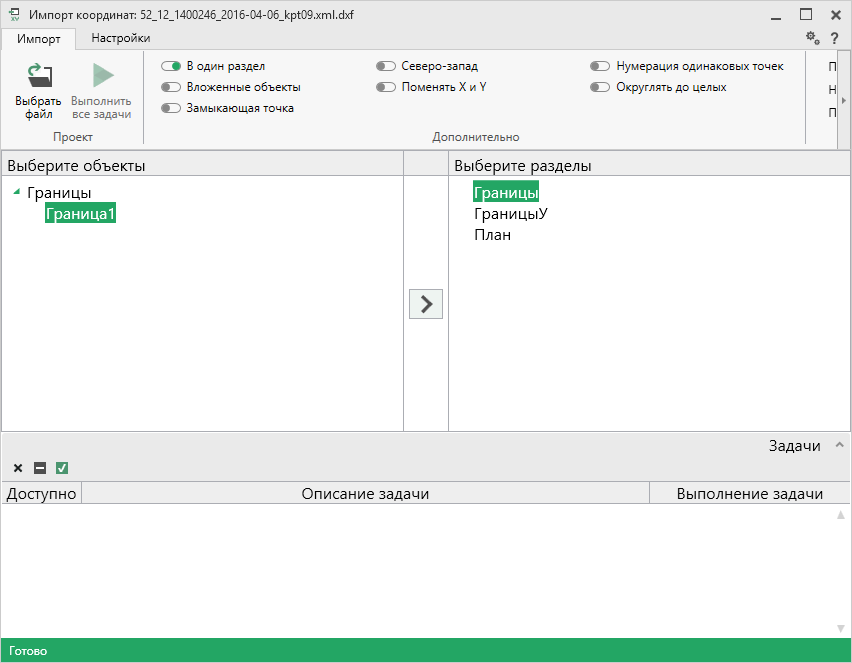 Импорт координат: 52_12_1400246_2016-04-06_kpt09.xml.dxf
Импорт Настройки
?
Выбрать файл
Выполнить все задачи
Проект
В один раздел
Вложенные объекты
Замыкающая точка
Северо-запад
Поменять X и Y
Нумерация одинаковых точек
Округлять до целых
Дополнительно
П
Н
П
Выберите объекты
Границы
Граница1
Выберите разделы
Границы
ГраницыУ
План
Задачи
Доступно Описание задачи Выполнение задачи
Готово